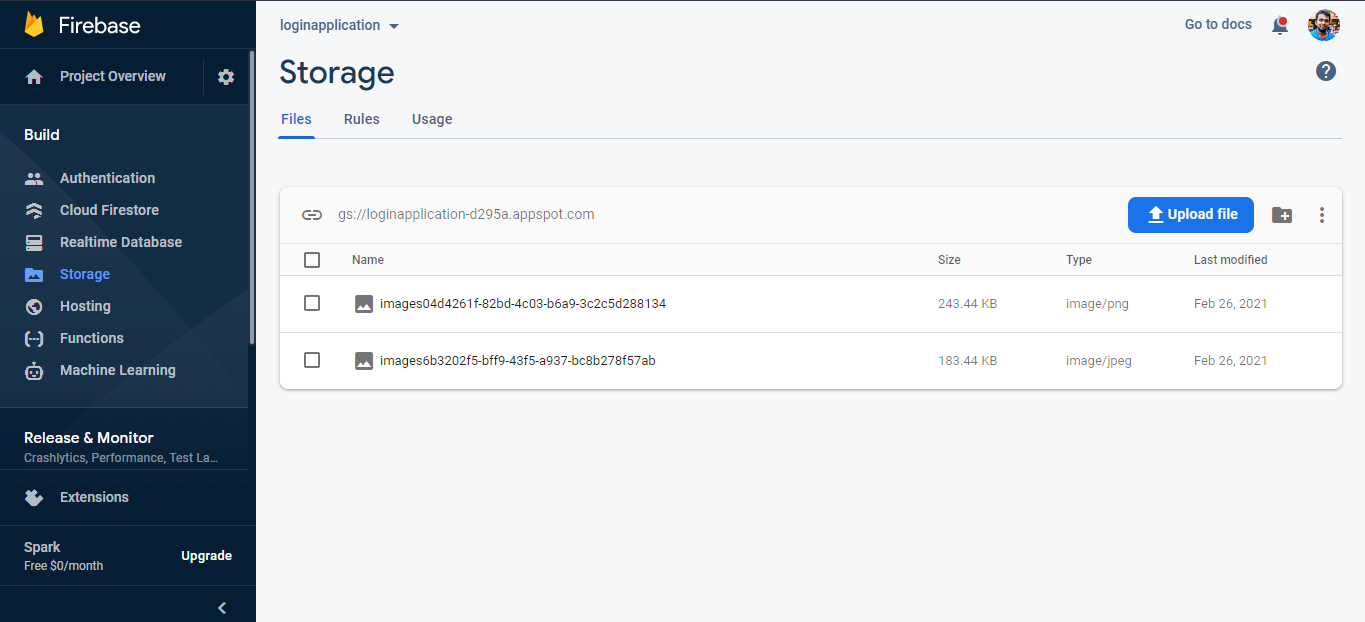 Firebase
Project Overview
Build
Authentication
Cloud Firestore
Realtime Database
Storage
Hosting
Functions
Machine Learning
Release & Monitor
Crashlytics, Performance, Test La...
Extensions
Spark
Free $0/month
Upgrade
loginapplication
Go to docs
Storage
?
Files Rules Usage
gs://loginapplication-d295a.appspot.com
Upload file
Name Size Type Last modified
images04d4261f-82bd-4c03-b6a9-3c2c5d288134 243.44 KB image/png Feb 26, 2021
images6b3202f5-bff9-43f5-a937-bc8b278f57ab 183.44 KB image/jpeg Feb 26, 2021